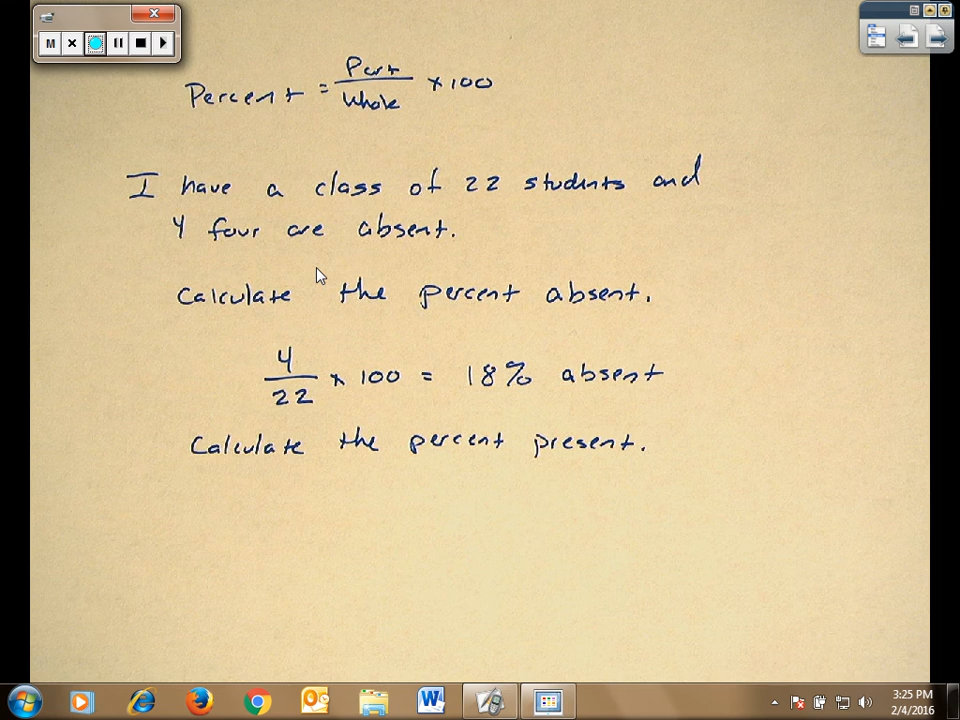 M
Percent = Part / Whole × 100
I have a class of 22 students and
4 four are absent.
Calculate the percent absent.
4 / 22 × 100 = 18% absent
Calculate the percent present.
3:25 PM
2/4/2016